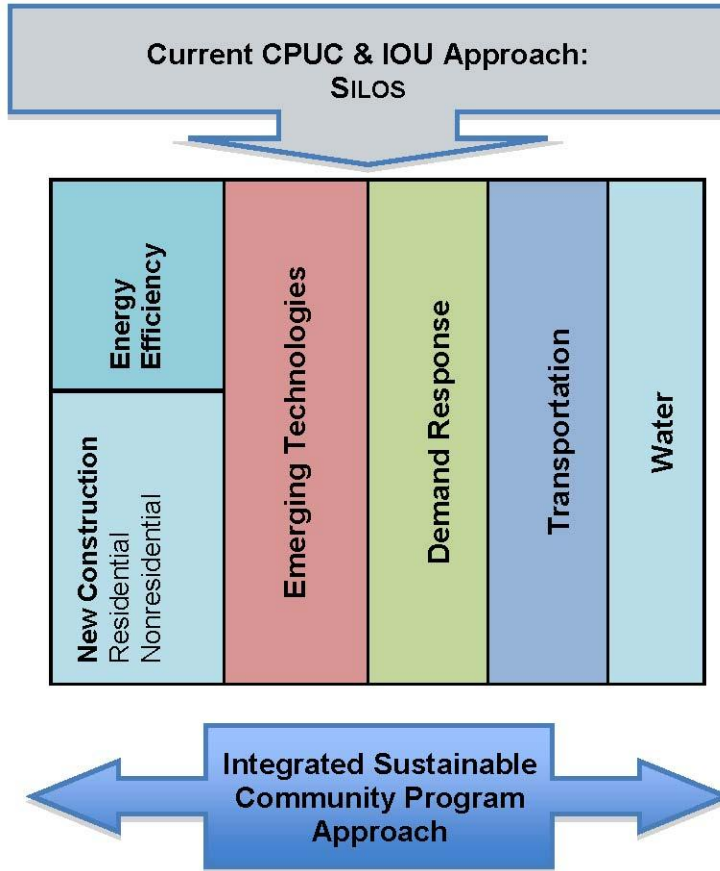 Current CPUC & IOU Approach:
SILOS
Energy
Efficiency
New Construction
Residential
Nonresidential
Emerging Technologies
Demand Response
Transportation
Water
Integrated Sustainable
Community Program
Approach